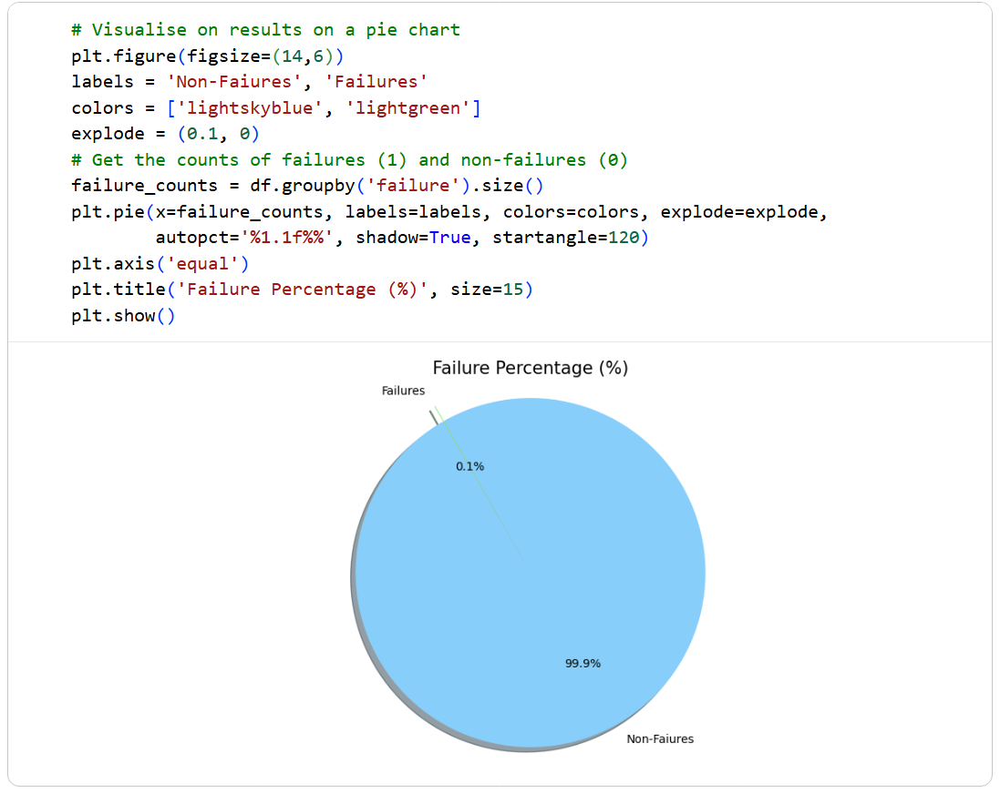 # Visualise on results on a pie chart
plt.figure(figsize=(14,6))
labels = 'Non-Faiures', 'Failures'
colors = ['lightskyblue', 'lightgreen']
explode = (0.1, 0)
# Get the counts of failures (1) and non-failures (0)
failure_counts = df.groupby('failure').size()
plt.pie(x=failure_counts, labels=labels, colors=colors, explode=explode,
        autopct='%1.1f%%', shadow=True, startangle=120)
plt.axis('equal')
plt.title('Failure Percentage (%)', size=15)
plt.show()
Failure Percentage (%)
Failures
0.1%
99.9%
Non-Faiures